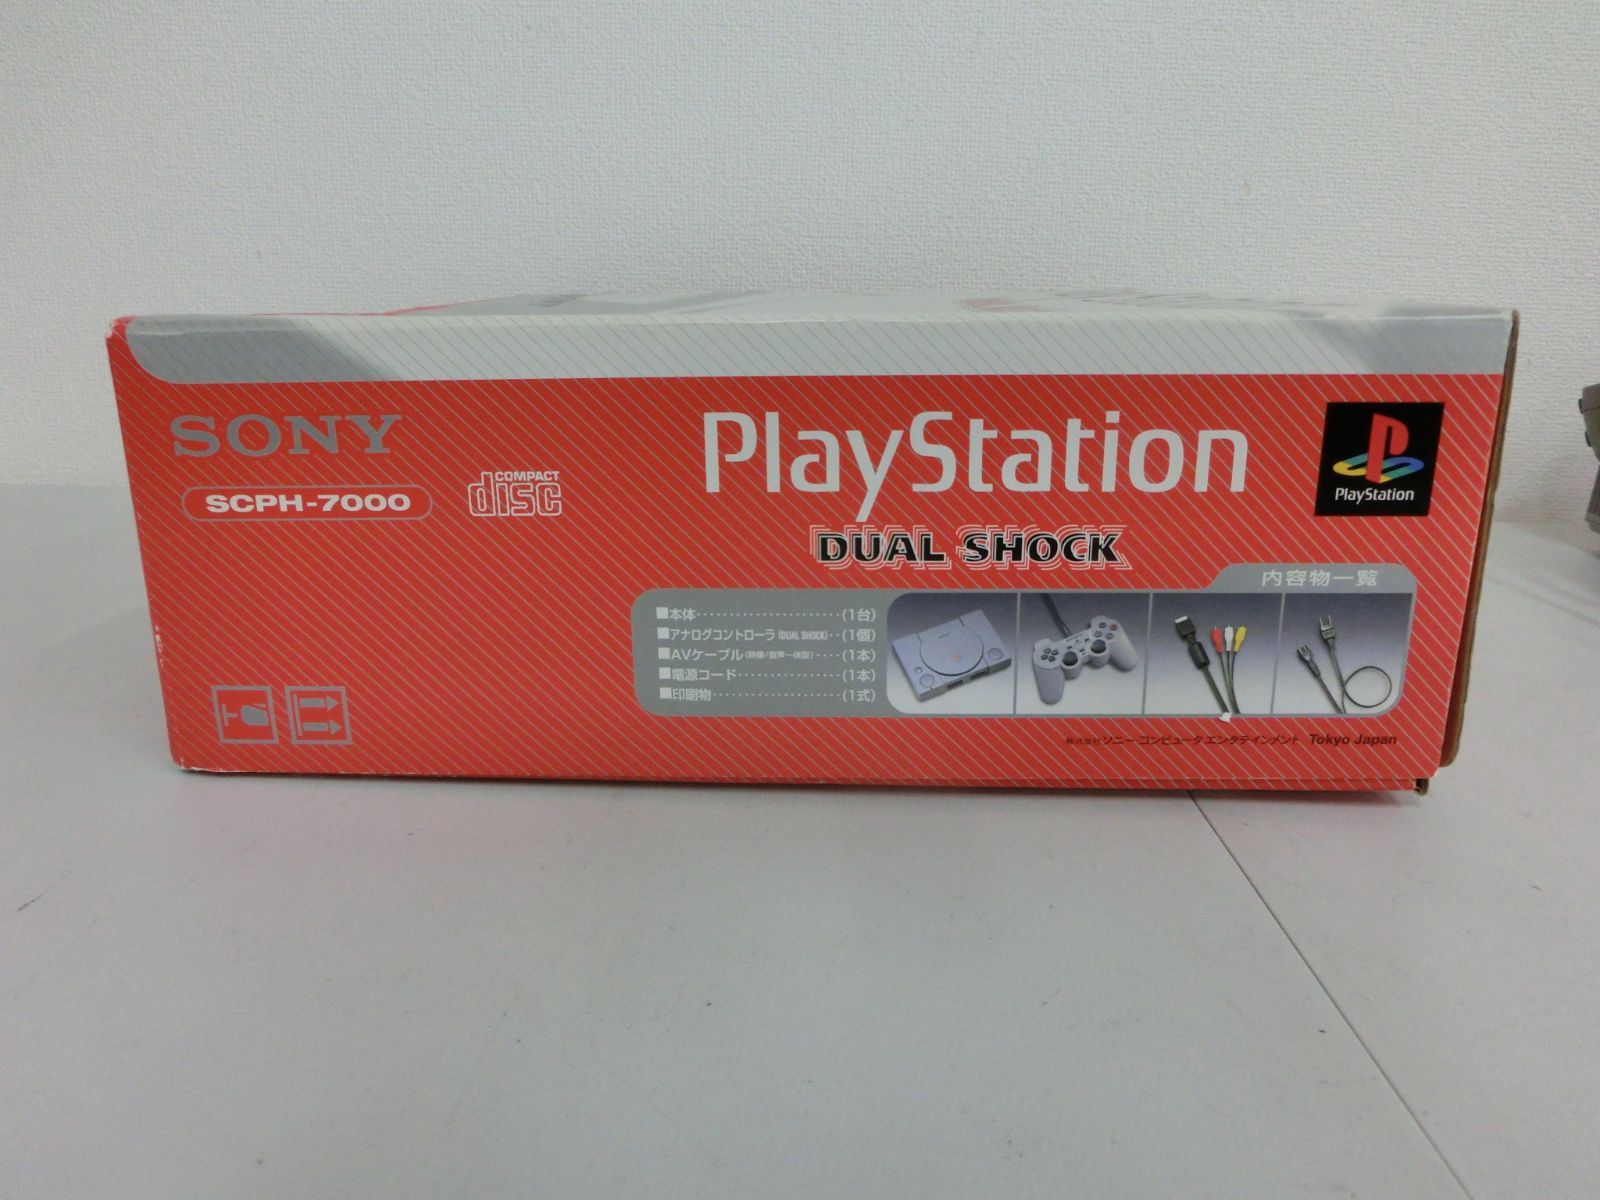 SONY
SCPH-7000
COMPACT
disc
PlayStation
DUAL SHOCK
PlayStation
内容物一覧
■本体・・・・・・・・・・・・・・・・・・・・・・(1台)
■アナログコントローラ(DUAL SHOCK)・・(1個)
■AVケーブル(映像/音声一体型)・・・・(1本)
■電源コード・・・・・・・・・・・・・・・・(1本)
■印刷物・・・・・・・・・・・・・・・・・・・・(1式)
株式会社ソニー・コンピュータエンタテインメント Tokyo Japan